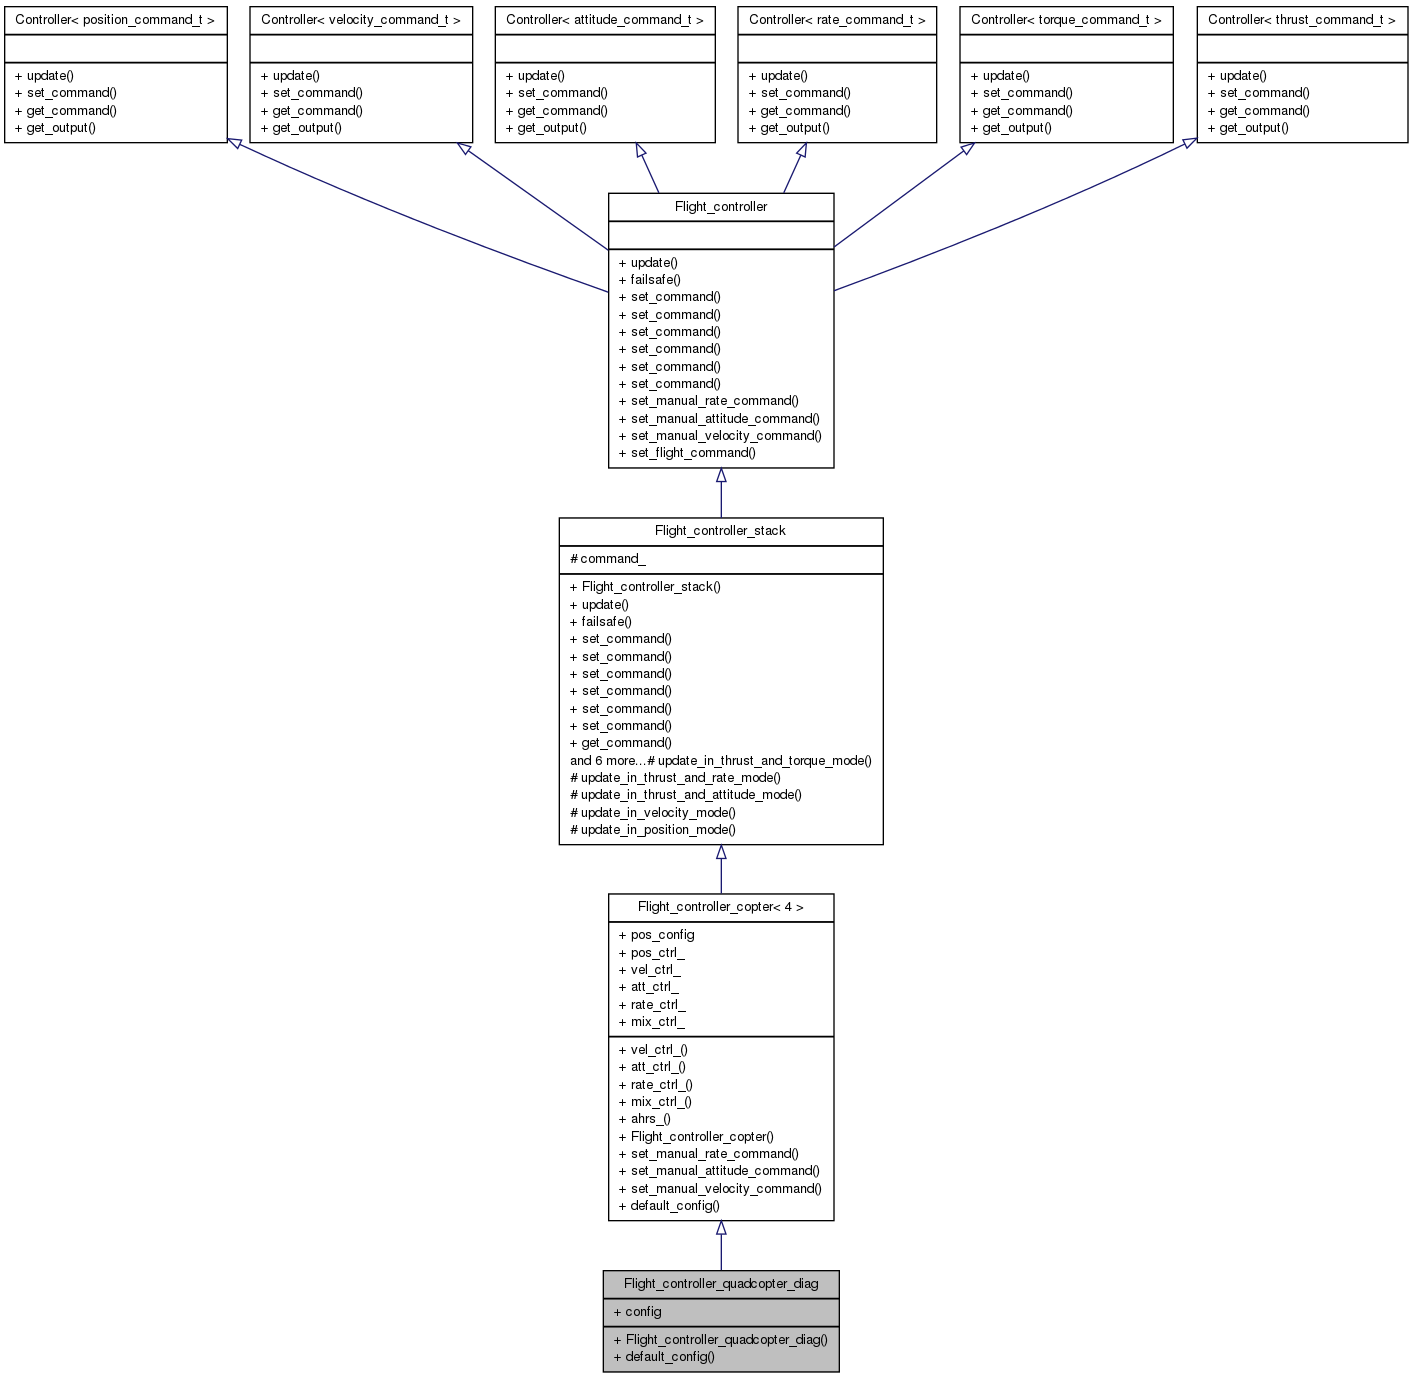 Controller< position_command_t >
+ update()
+ set_command()
+ get_command()
+ get_output()
Controller< velocity_command_t >
+ update()
+ set_command()
+ get_command()
+ get_output()
Controller< attitude_command_t >
+ update()
+ set_command()
+ get_command()
+ get_output()
Controller< rate_command_t >
+ update()
+ set_command()
+ get_command()
+ get_output()
Controller< torque_command_t >
+ update()
+ set_command()
+ get_command()
+ get_output()
Controller< thrust_command_t >
+ update()
+ set_command()
+ get_command()
+ get_output()
Flight_controller
+ update()
+ failsafe()
+ set_command()
+ set_command()
+ set_command()
+ set_command()
+ set_command()
+ set_command()
+ set_manual_rate_command()
+ set_manual_attitude_command()
+ set_manual_velocity_command()
+ set_flight_command()
Flight_controller_stack
# command_
+ Flight_controller_stack()
+ update()
+ failsafe()
+ set_command()
+ set_command()
+ set_command()
+ set_command()
+ set_command()
+ set_command()
+ get_command()
and 6 more...# update_in_thrust_and_torque_mode()
# update_in_thrust_and_rate_mode()
# update_in_thrust_and_attitude_mode()
# update_in_velocity_mode()
# update_in_position_mode()
Flight_controller_copter< 4 >
+ pos_config
+ pos_ctrl_
+ vel_ctrl_
+ att_ctrl_
+ rate_ctrl_
+ mix_ctrl_
+ vel_ctrl_()
+ att_ctrl_()
+ rate_ctrl_()
+ mix_ctrl_()
+ ahrs_()
+ Flight_controller_copter()
+ set_manual_rate_command()
+ set_manual_attitude_command()
+ set_manual_velocity_command()
+ default_config()
Flight_controller_quadcopter_diag
+ config
+ Flight_controller_quadcopter_diag()
+ default_config()